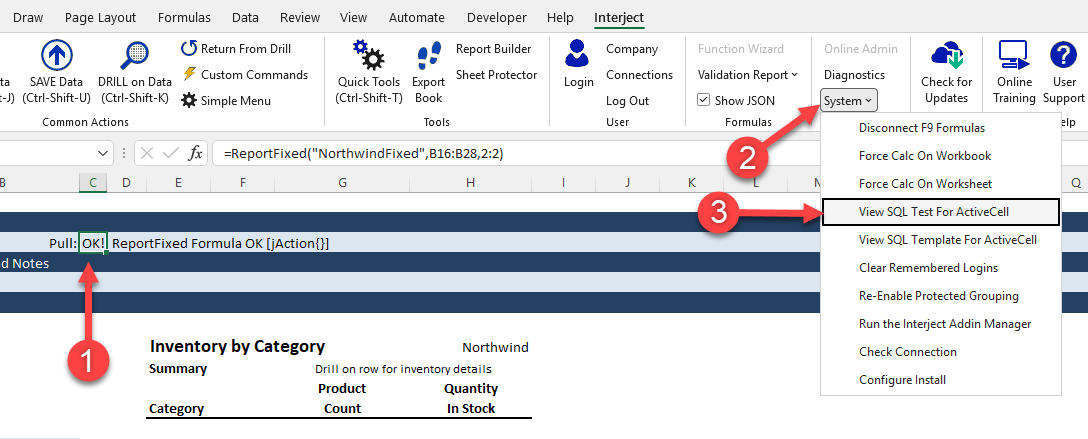 Draw Page Layout Formulas Data Review View Automate Developer Help Interject
ta SAVE Data DRILL on Data Return From Drill Quick Tools Export Report Builder Login Company Function Wizard Online Admin Check for Online User
t-J) (Ctrl-Shift-U) (Ctrl-Shift-K) Custom Commands (Ctrl-Shift-T) Book Sheet Protector Connections Validation Report Diagnostics Updates Training Support
Simple Menu Log Out Show JSON System
Common Actions Tools User Formulas elp
2
Disconnect F9 Formulas
fx =ReportFixed("NorthwindFixed",B16:B28,2:2)
Force Calc On Workbook
B C D E F G H I J K L M Q
Force Calc On Worksheet
3
View SQL Test For ActiveCell
Pull: OK! ReportFixed Formula OK [jAction{}]
View SQL Template For ActiveCell
d Notes
Clear Remembered Logins
Re-Enable Protected Grouping
Run the Interject Addin Manager
1
Inventory by Category Northwind
Check Connection
Summary Drill on row for inventory details
Configure Install
Product Quantity
Category Count In Stock